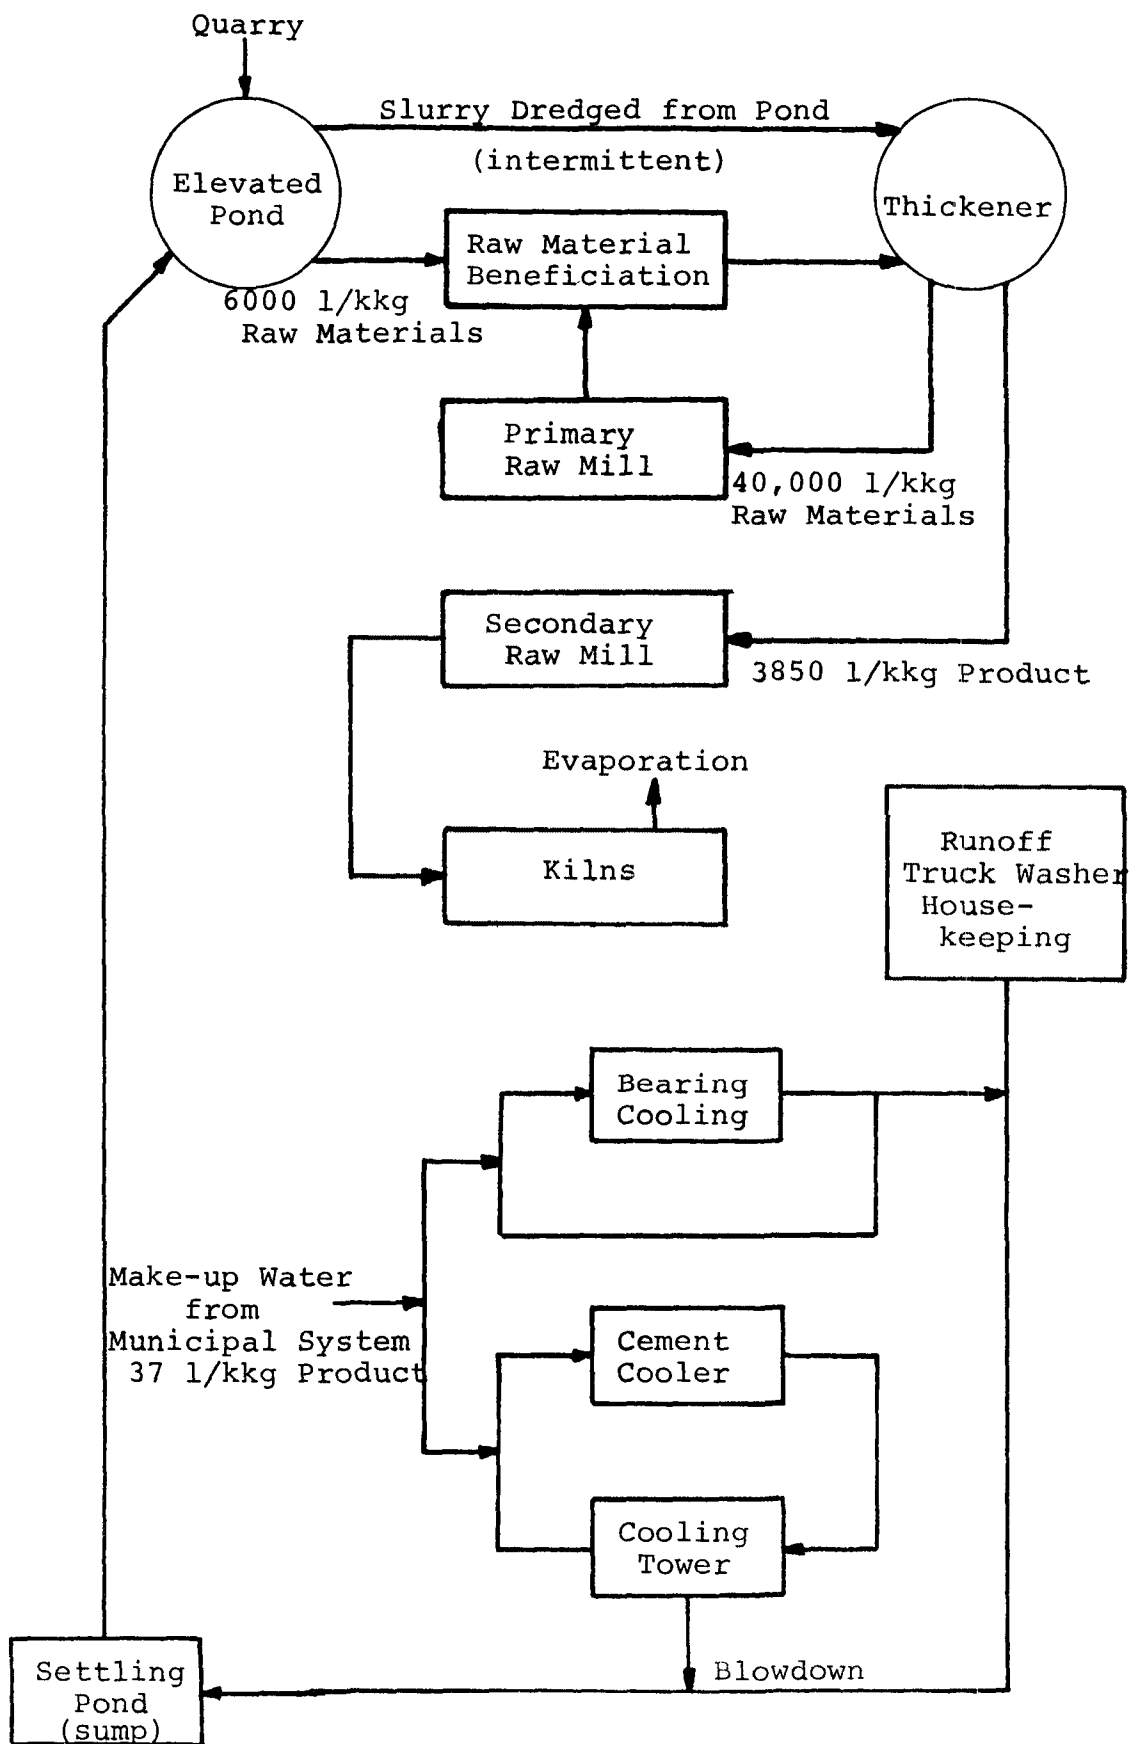 Quarry
Slurry Dredged from Pond
(intermittent)
Elevated
Pond
Thickener
Raw Material
Beneficiation
6000 l/kkg
Raw Materials
Primary
Raw Mill
40,000 l/kkg
Raw Materials
Secondary
Raw Mill
3850 l/kkg Product
Evaporation
Kilns
Runoff
Truck Washer
House-
keeping
Bearing
Cooling
Make-up Water
from
Municipal System
37 l/kkg Product
Cement
Cooler
Cooling
Tower
Blowdown
Settling
Pond
(sump)